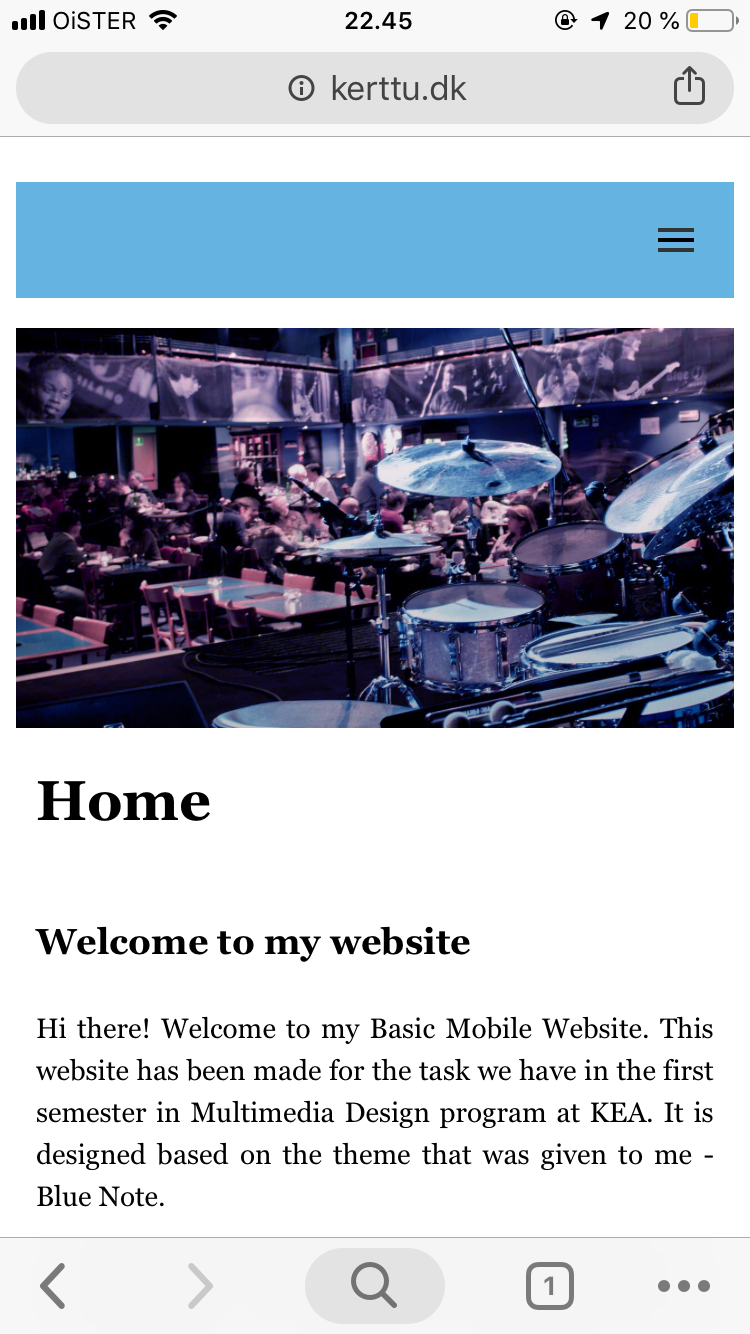 OiSTER 22.45 20 %
kerttu.dk
Home
Welcome to my website
Hi there! Welcome to my Basic Mobile Website. This
website has been made for the task we have in the first
semester in Multimedia Design program at KEA. It is
designed based on the theme that was given to me -
Blue Note.
1